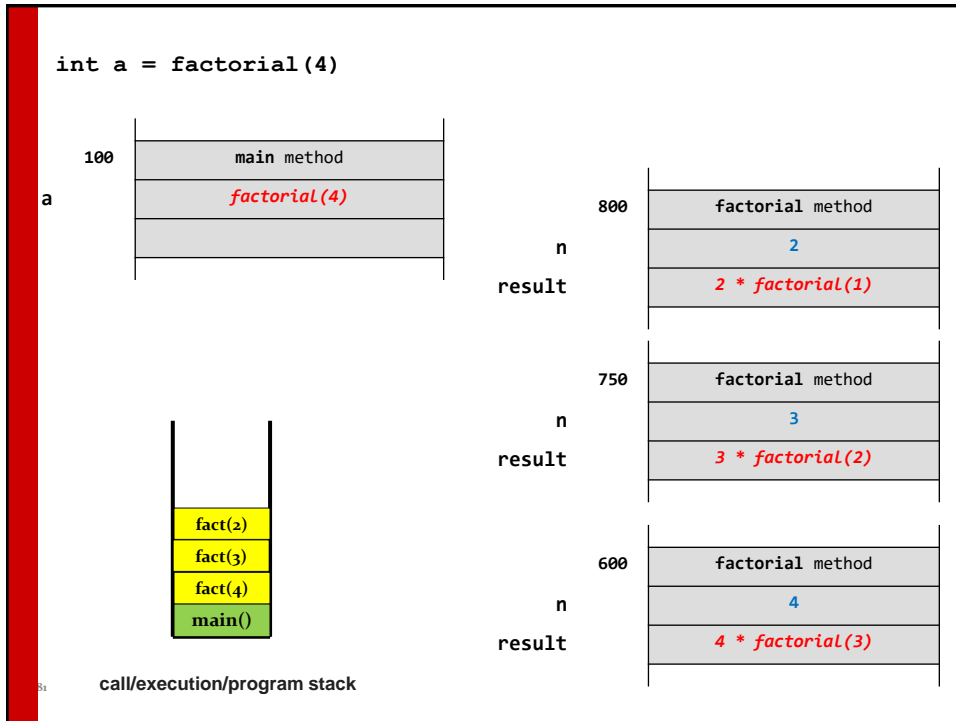 int a = factorial(4)
100 main method
a factorial(4)
800 factorial method
n 2
result 2 * factorial(1)
750 factorial method
n 3
result 3 * factorial(2)
600 factorial method
n 4
result 4 * factorial(3)
fact(2)
fact(3)
fact(4)
main()
81 call/execution/program stack